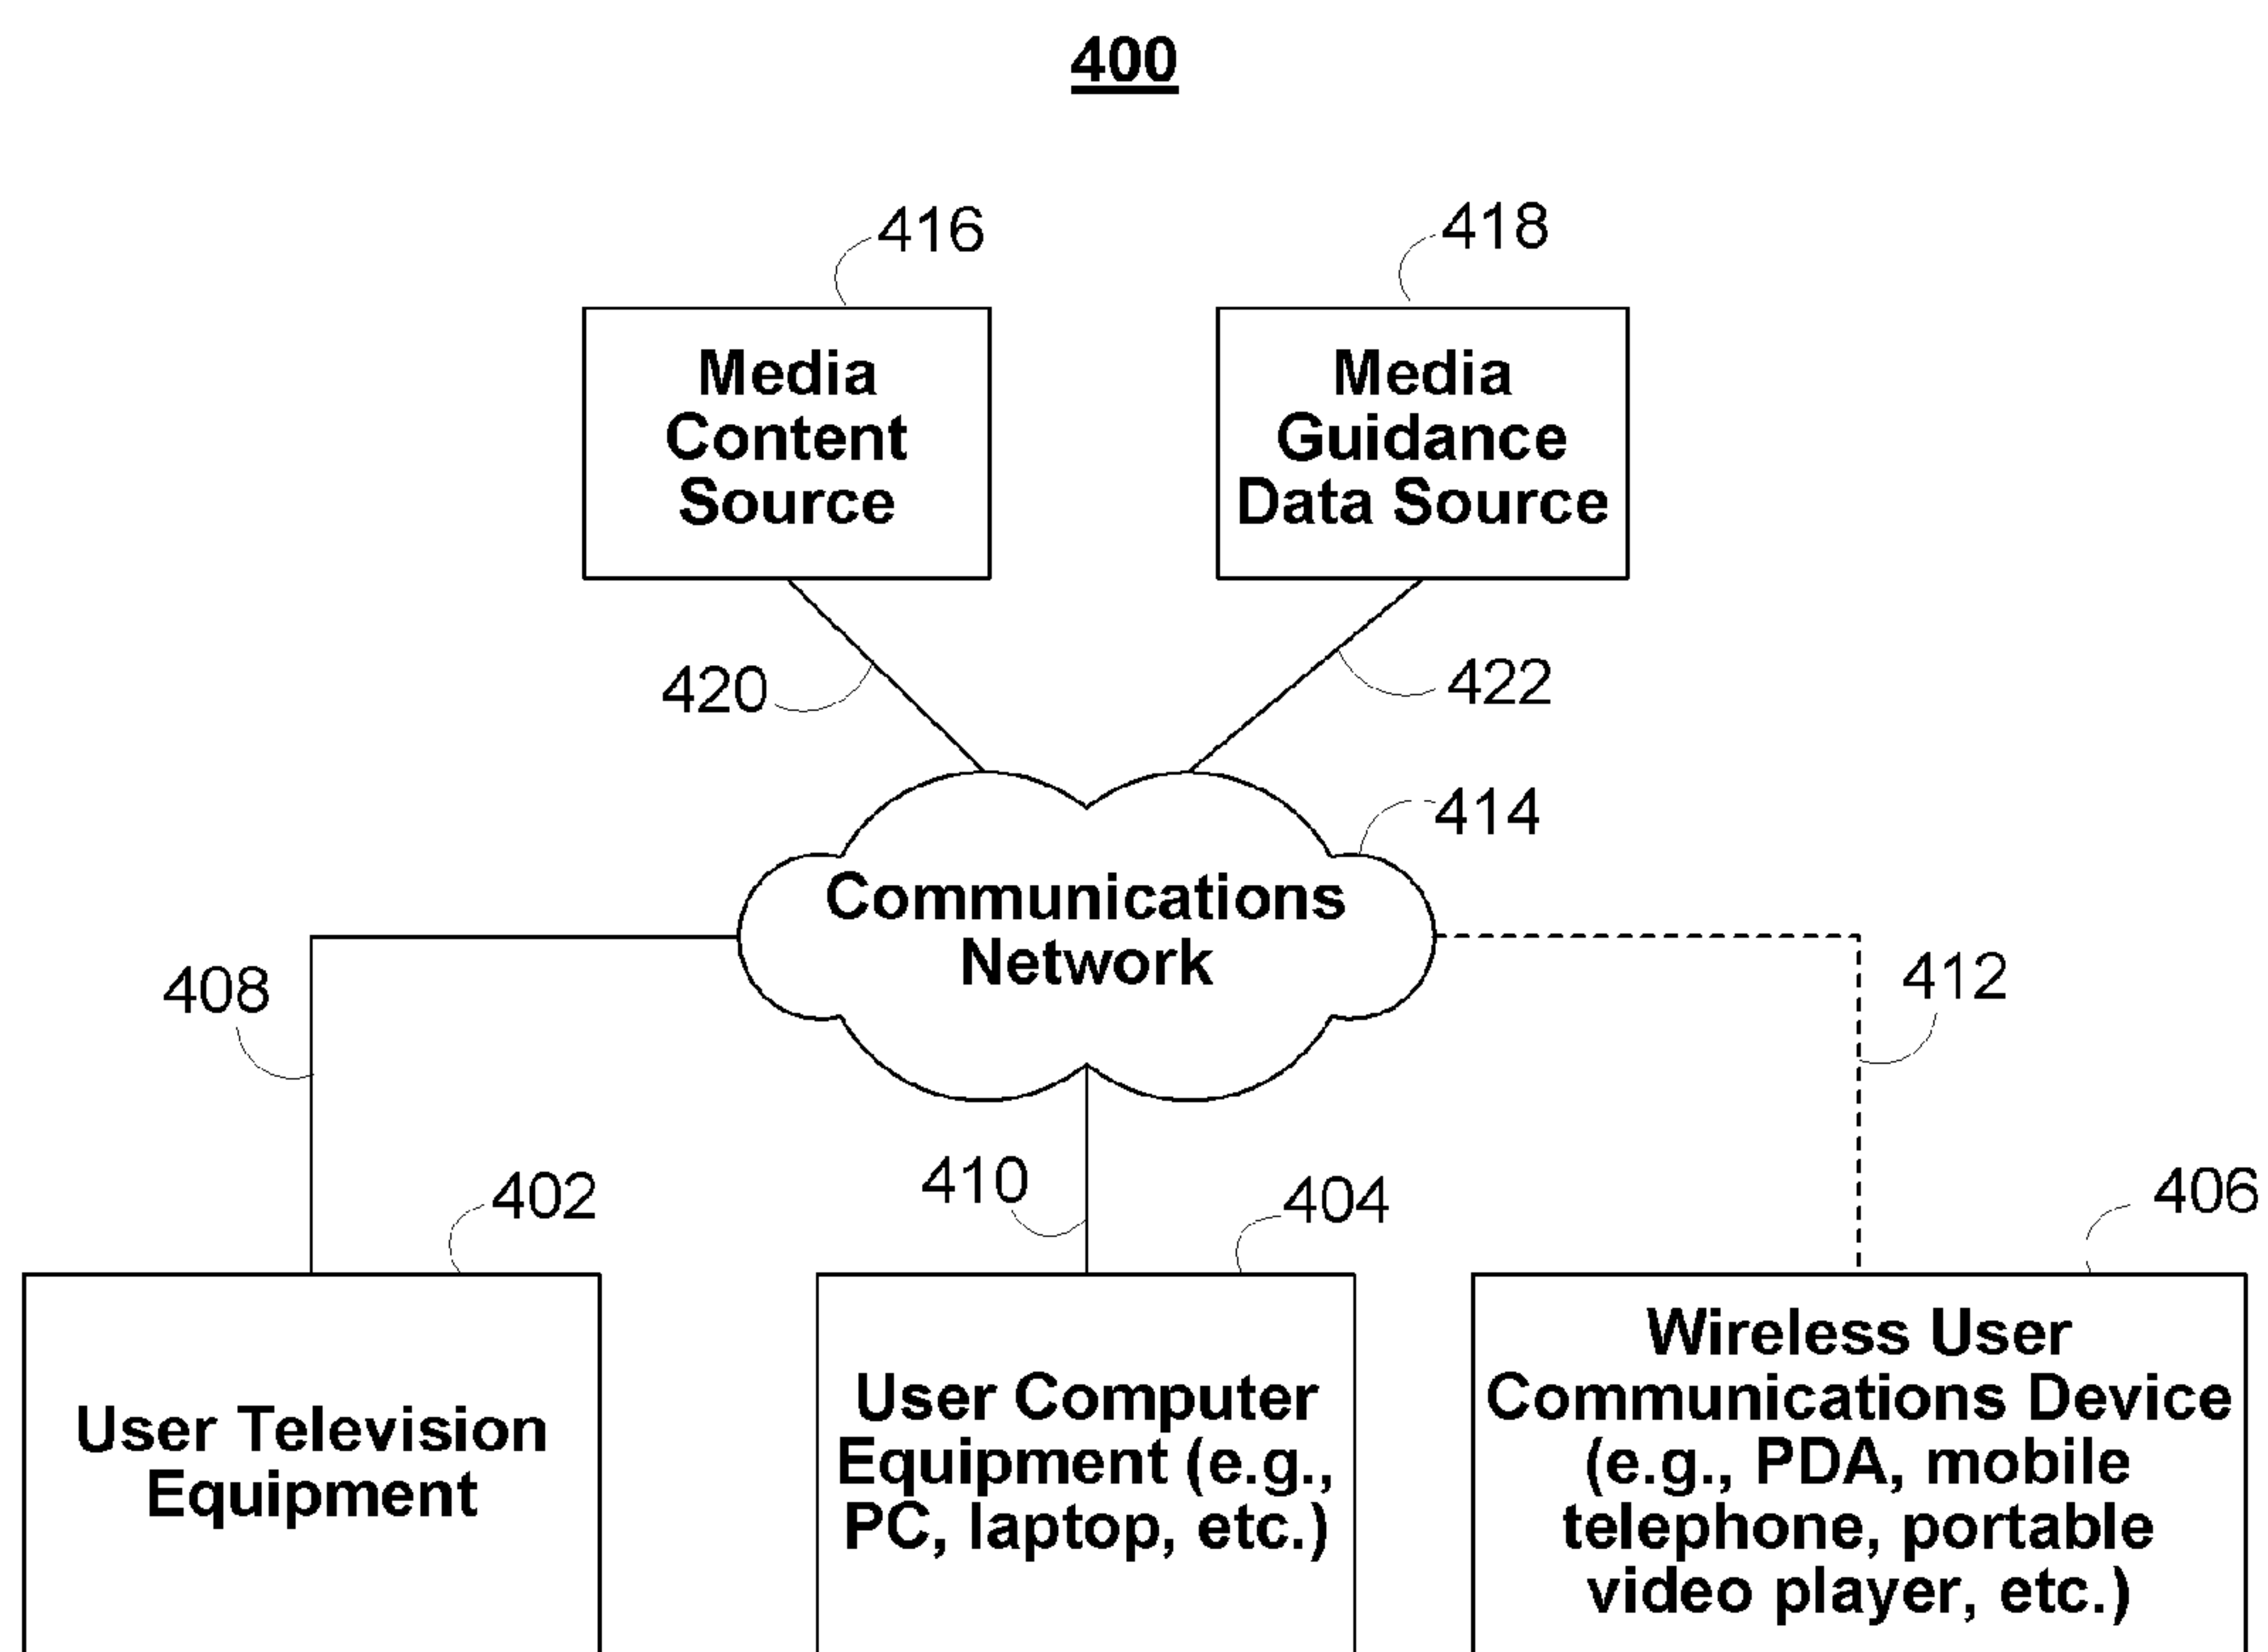 400
416
418
Media
Content
Source
Media
Guidance
Data Source
420
422
414
Communications
Network
408
412
402
410
404
406
User Television
Equipment
User Computer
Equipment (e.g.,
PC, laptop, etc.)
Wireless User
Communications Device
(e.g., PDA, mobile
telephone, portable
video player, etc.)